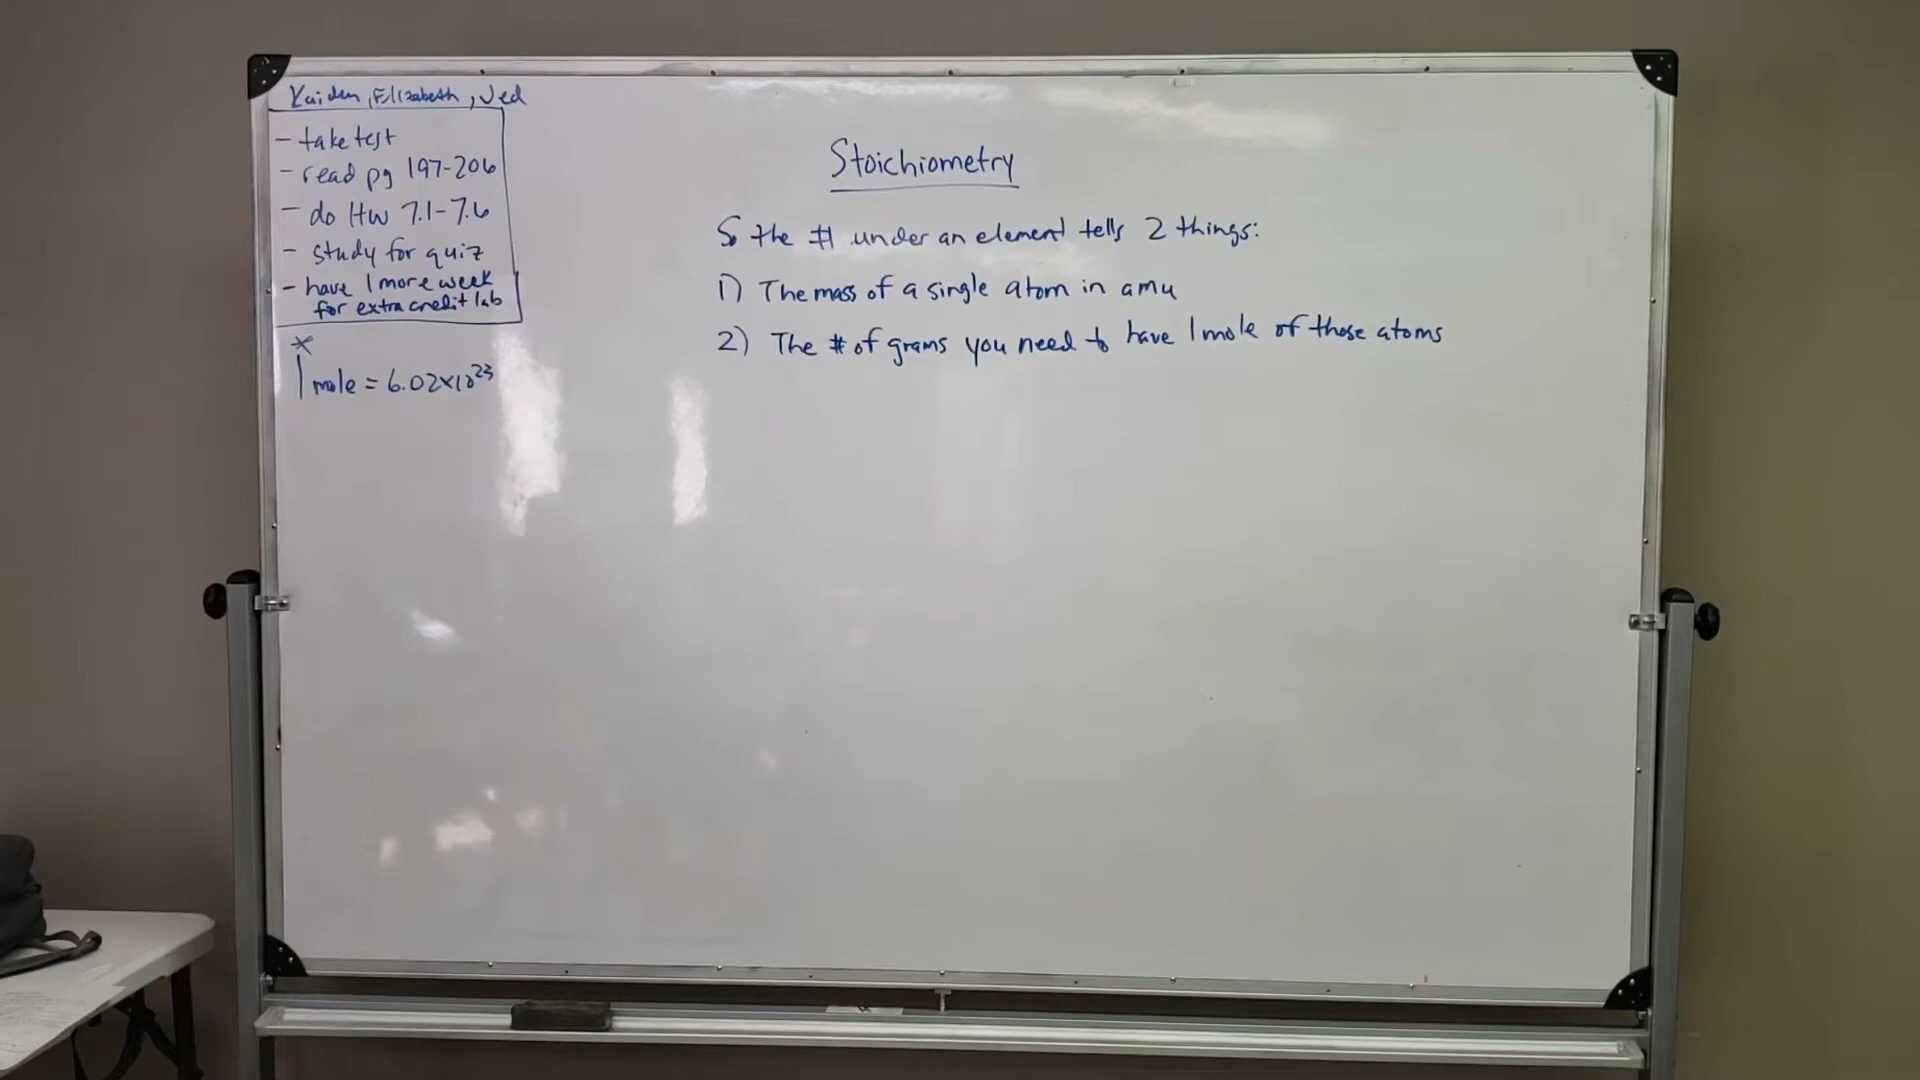 Kaiden, Elizabeth, Jed
- take test
- read pg 197-206
- do HW 7.1-7.6
- study for quiz
- have 1 more week
for extra credit lab
*
1 mole = 6.02x10²³
Stoichiometry
So the # under an element tells 2 things:
1) The mass of a single atom in amu
2) The # of grams you need to have 1 mole of those atoms